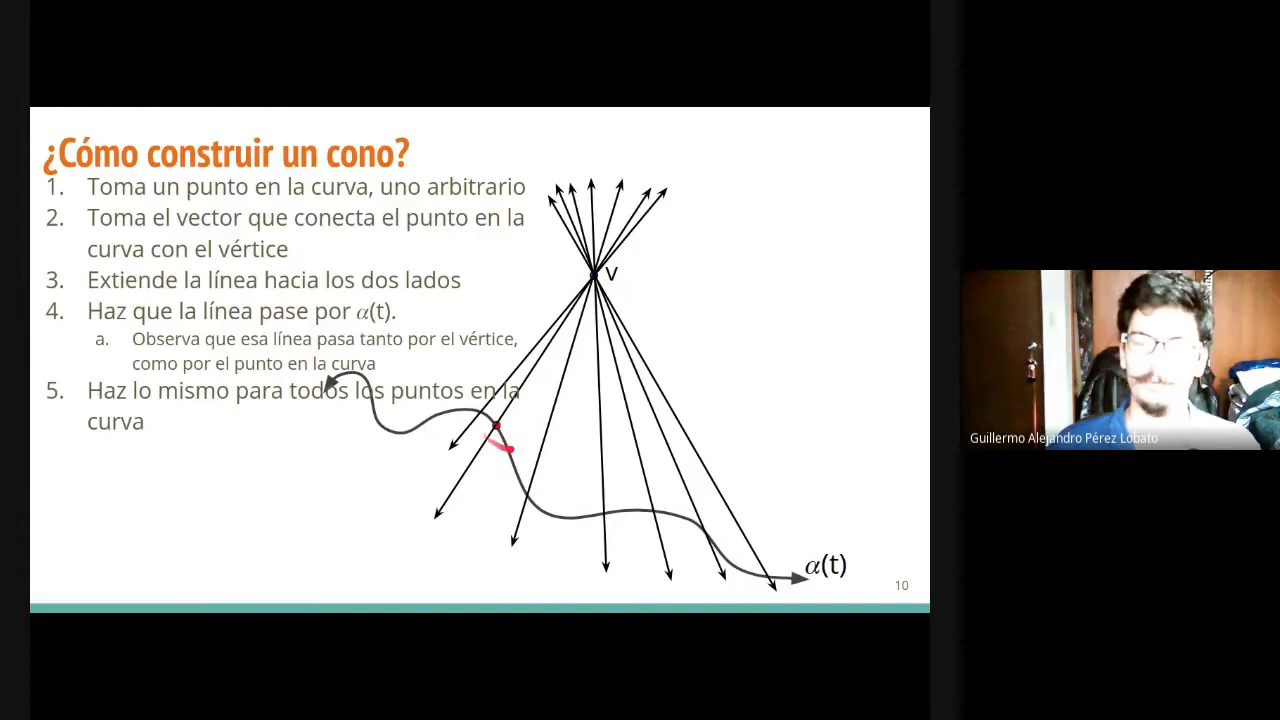 ¿Cómo construir un cono?
1. Toma un punto en la curva, uno arbitrario
2. Toma el vector que conecta el punto en la
curva con el vértice
3. Extiende la línea hacia los dos lados
4. Haz que la línea pase por 𝛼(t).
a. Observa que esa línea pasa tanto por el vértice,
como por el punto en la curva
5. Haz lo mismo para todos los puntos en la
curva
v
𝛼(t)
10
Guillermo Alejandro Pérez Lobato